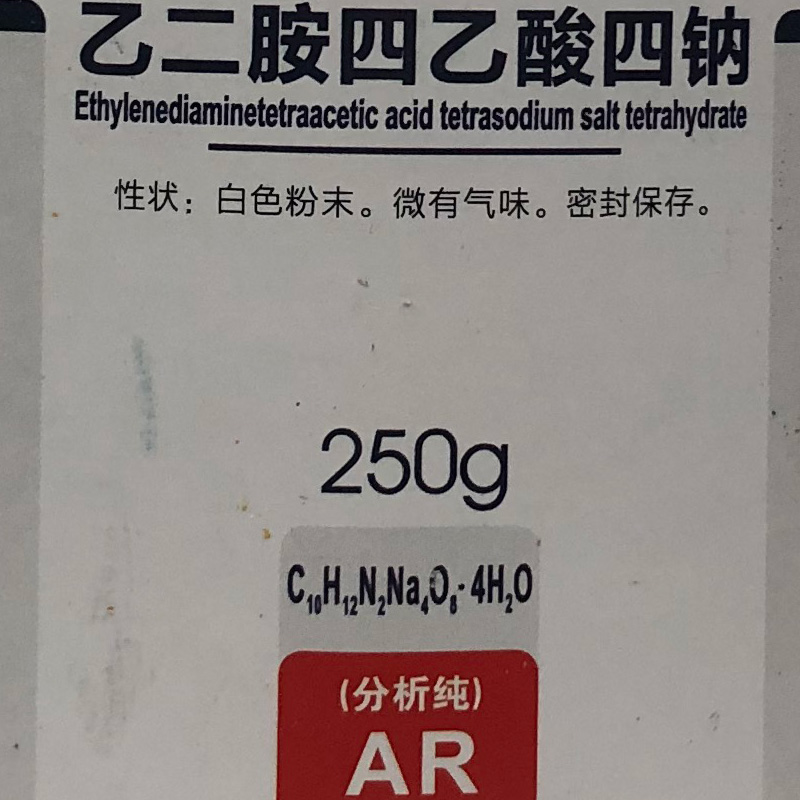 乙二胺四乙酸四钠
Ethylenediaminetetraacetic acid tetrasodium salt tetrahydrate
性状：白色粉末。微有气味。密封保存。
250g
C₁₀H₁₂N₂Na₄O₈·4H₂O
(分析纯)
AR